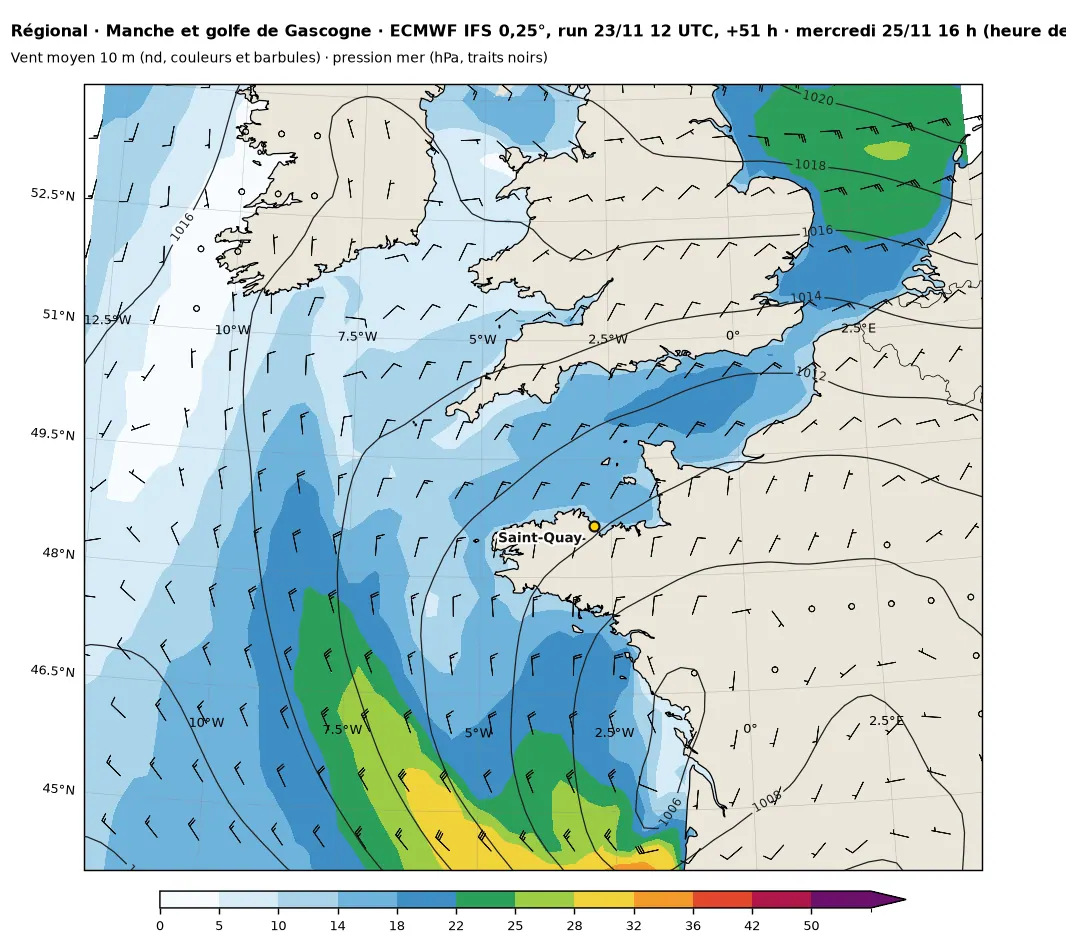 Régional · Manche et golfe de Gascogne · ECMWF IFS 0,25°, run 23/11 12 UTC, +51 h · mercredi 25/11 16 h (heure de
Vent moyen 10 m (nd, couleurs et barbules) · pression mer (hPa, traits noirs)
1020
1018
52.5°N
1016
1016
1014
51°N
12.5°W
10°W
7.5°W
5°W
2.5°W
0°
2.5°E
1012
49.5°N
Saint-Quay
48°N
46.5°N
10°W
7.5°W
5°W
2.5°W
0°
2.5°E
45°N
1006
1008
0 5 10 14 18 22 25 28 32 36 42 50